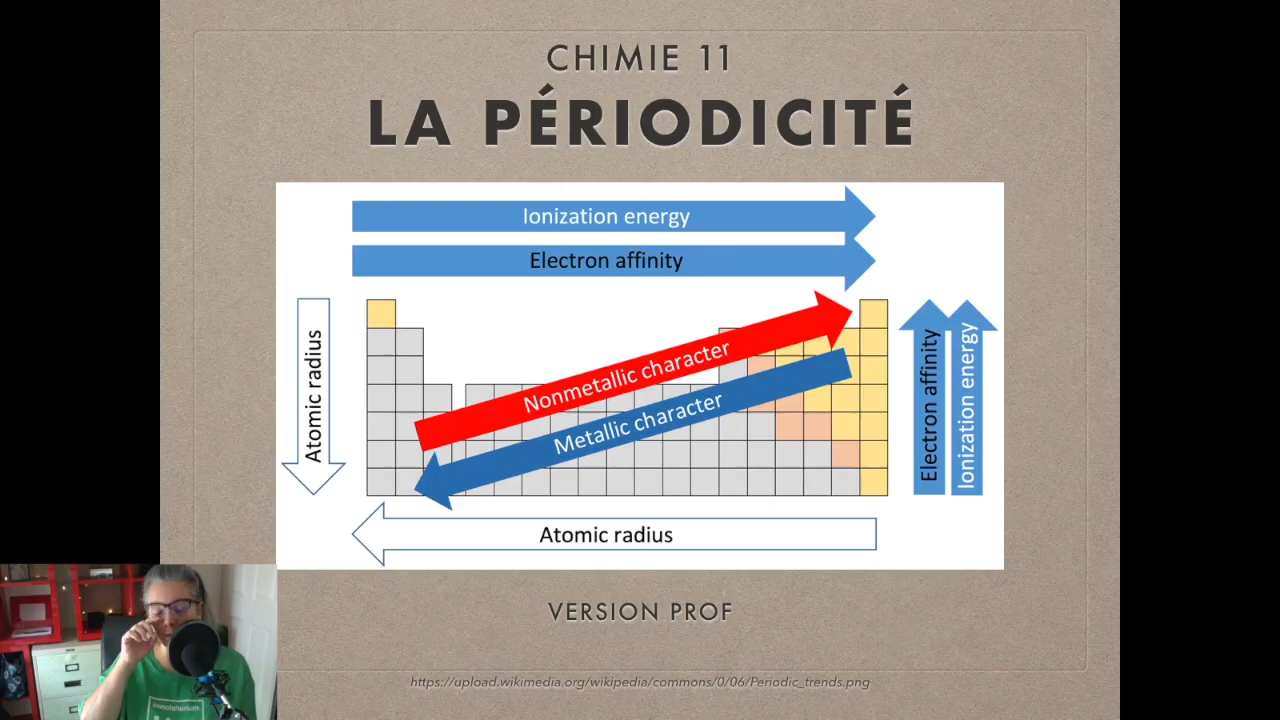 CHIMIE 11
LA PÉRIODICITÉ
Ionization energy
Electron affinity
Atomic radius
Nonmetallic character
Metallic character
Electron affinity
Ionization energy
Atomic radius
VERSION PROF
https://upload.wikimedia.org/wikipedia/commons/0/06/Periodic_trends.png